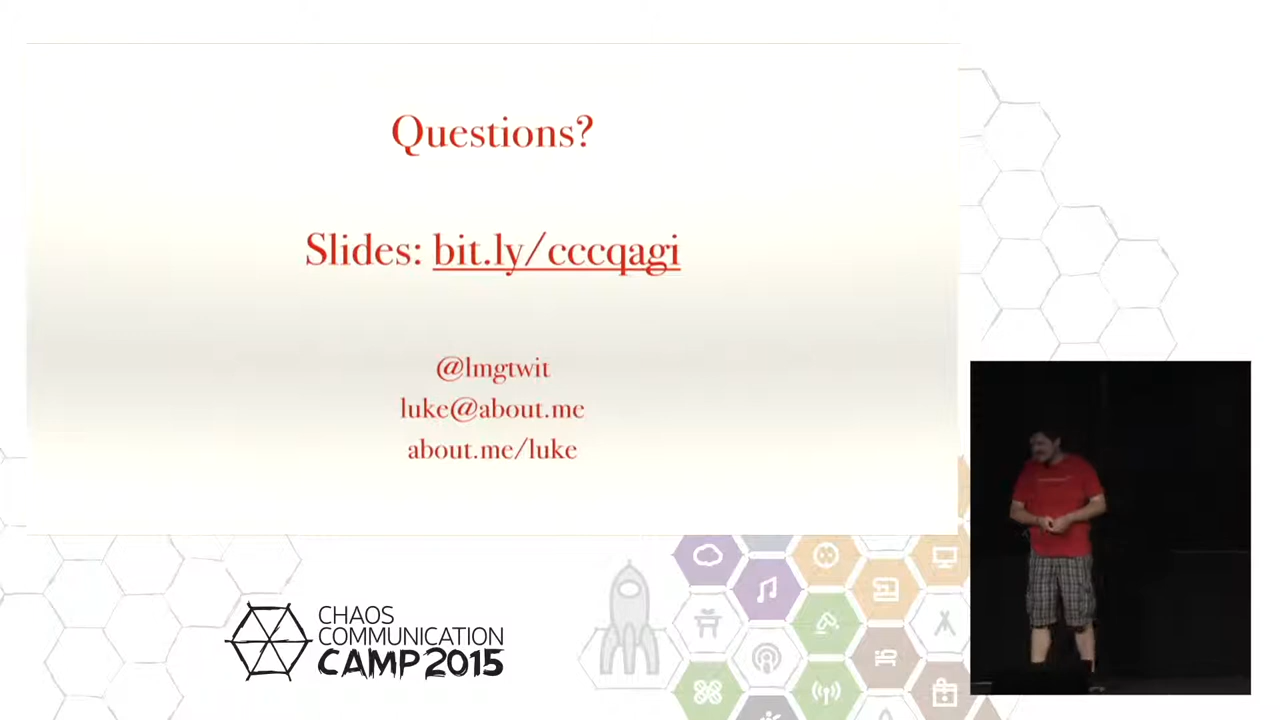 Questions?
Slides: bit.ly/cccqagi
@lmgtwit
luke@about.me
about.me/luke
CHAOS
COMMUNICATION
CAMP 2015